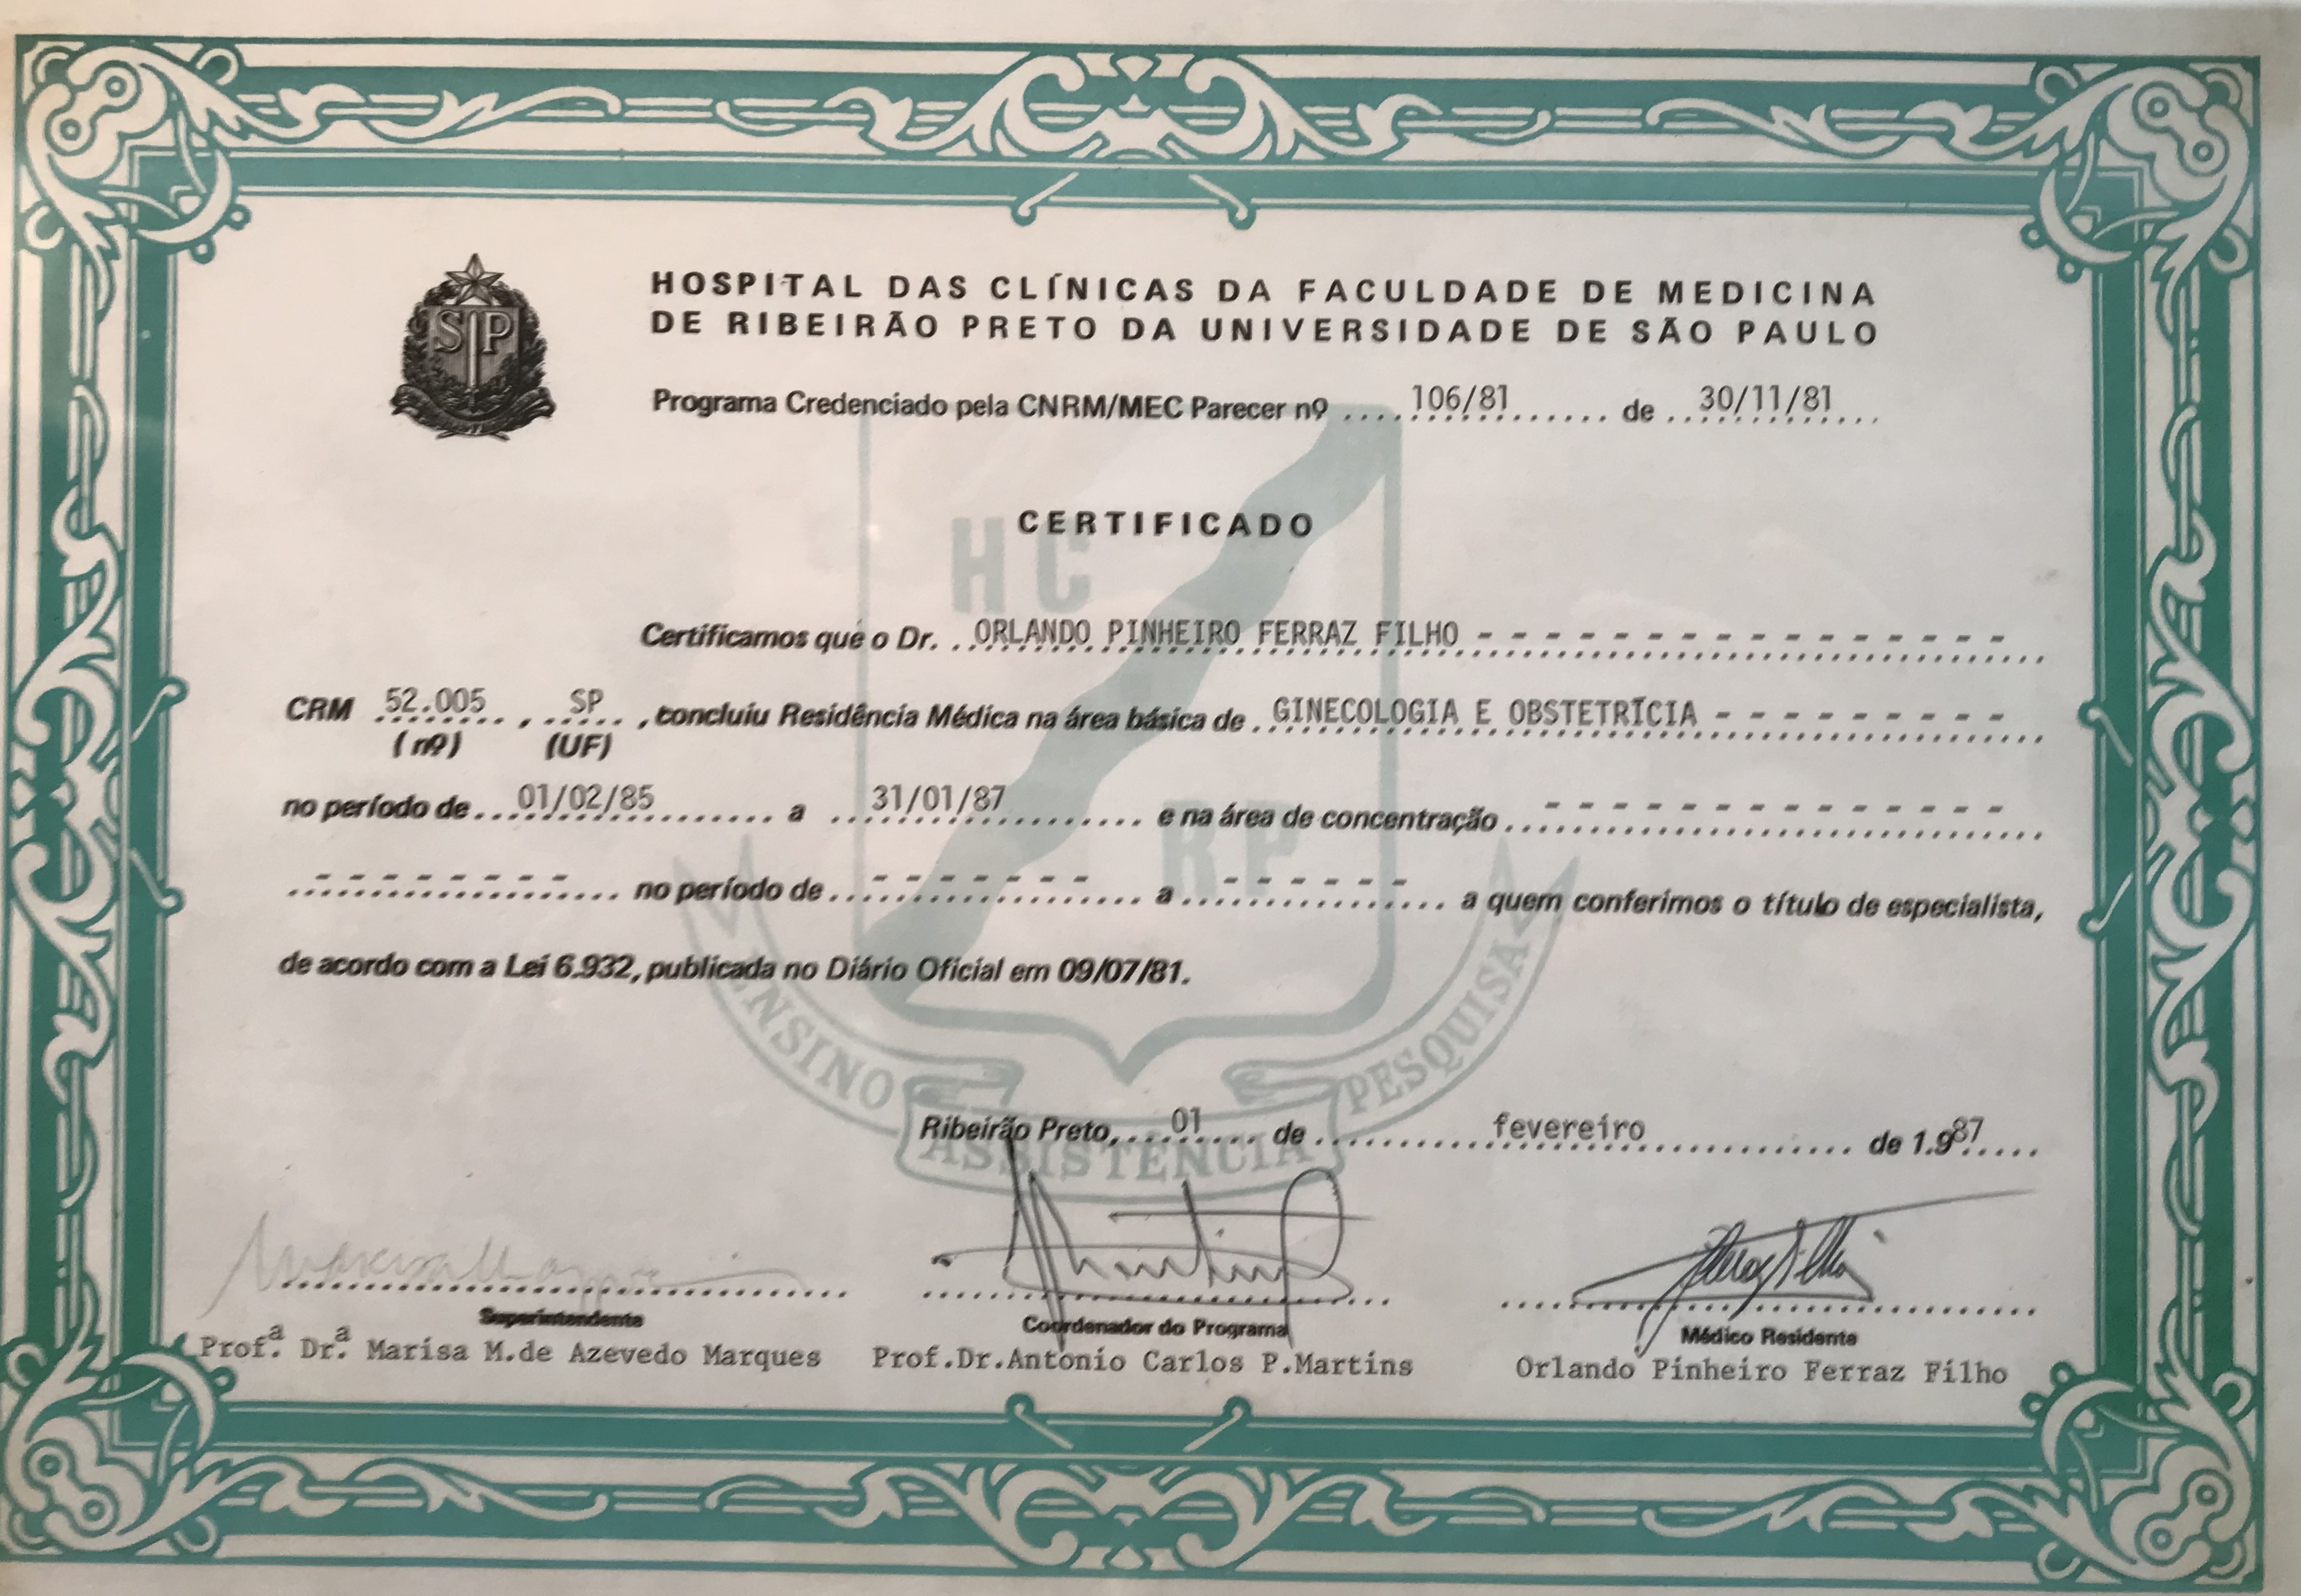 HOSPITAL DAS CLÍNICAS DA FACULDADE DE MEDICINA
DE RIBEIRÃO PRETO DA UNIVERSIDADE DE SÃO PAULO
SP
Programa Credenciado pela CNRM/MEC Parecer nº ....106/81...... de ..30/11/81....
CERTIFICADO
HC
Certificamos que o Dr. ..ORLANDO PINHEIRO FERRAZ FILHO - - - - - - - - - - - - - - - -
CRM 52.005 , SP , concluiu Residência Médica na área básica de . GINECOLOGIA E OBSTETRÍCIA - - - - - - - - - -
(nº) (UF)
no período de ... 01/02/85 ........ a .. 31/01/87 ........ e na área de concentração - - - - - - - - - - - - - -
RP
- - - - - - - - - no período de - - - - - - - a - - - - - - a quem conferimos o título de especialista,
de acordo com a Lei 6.932, publicada no Diário Oficial em 09/07/81.
ENSINO ASSISTENCIA PESQUISA
Ribeirão Preto, .... 01 .... de ........ fevereiro ........ de 1.987.....
Superintendente
Profª. Drª. Marisa M.de Azevedo Marques
Coordenador do Programa
Prof.Dr.Antonio Carlos P.Martins
Médico Residente
Orlando Pinheiro Ferraz Filho